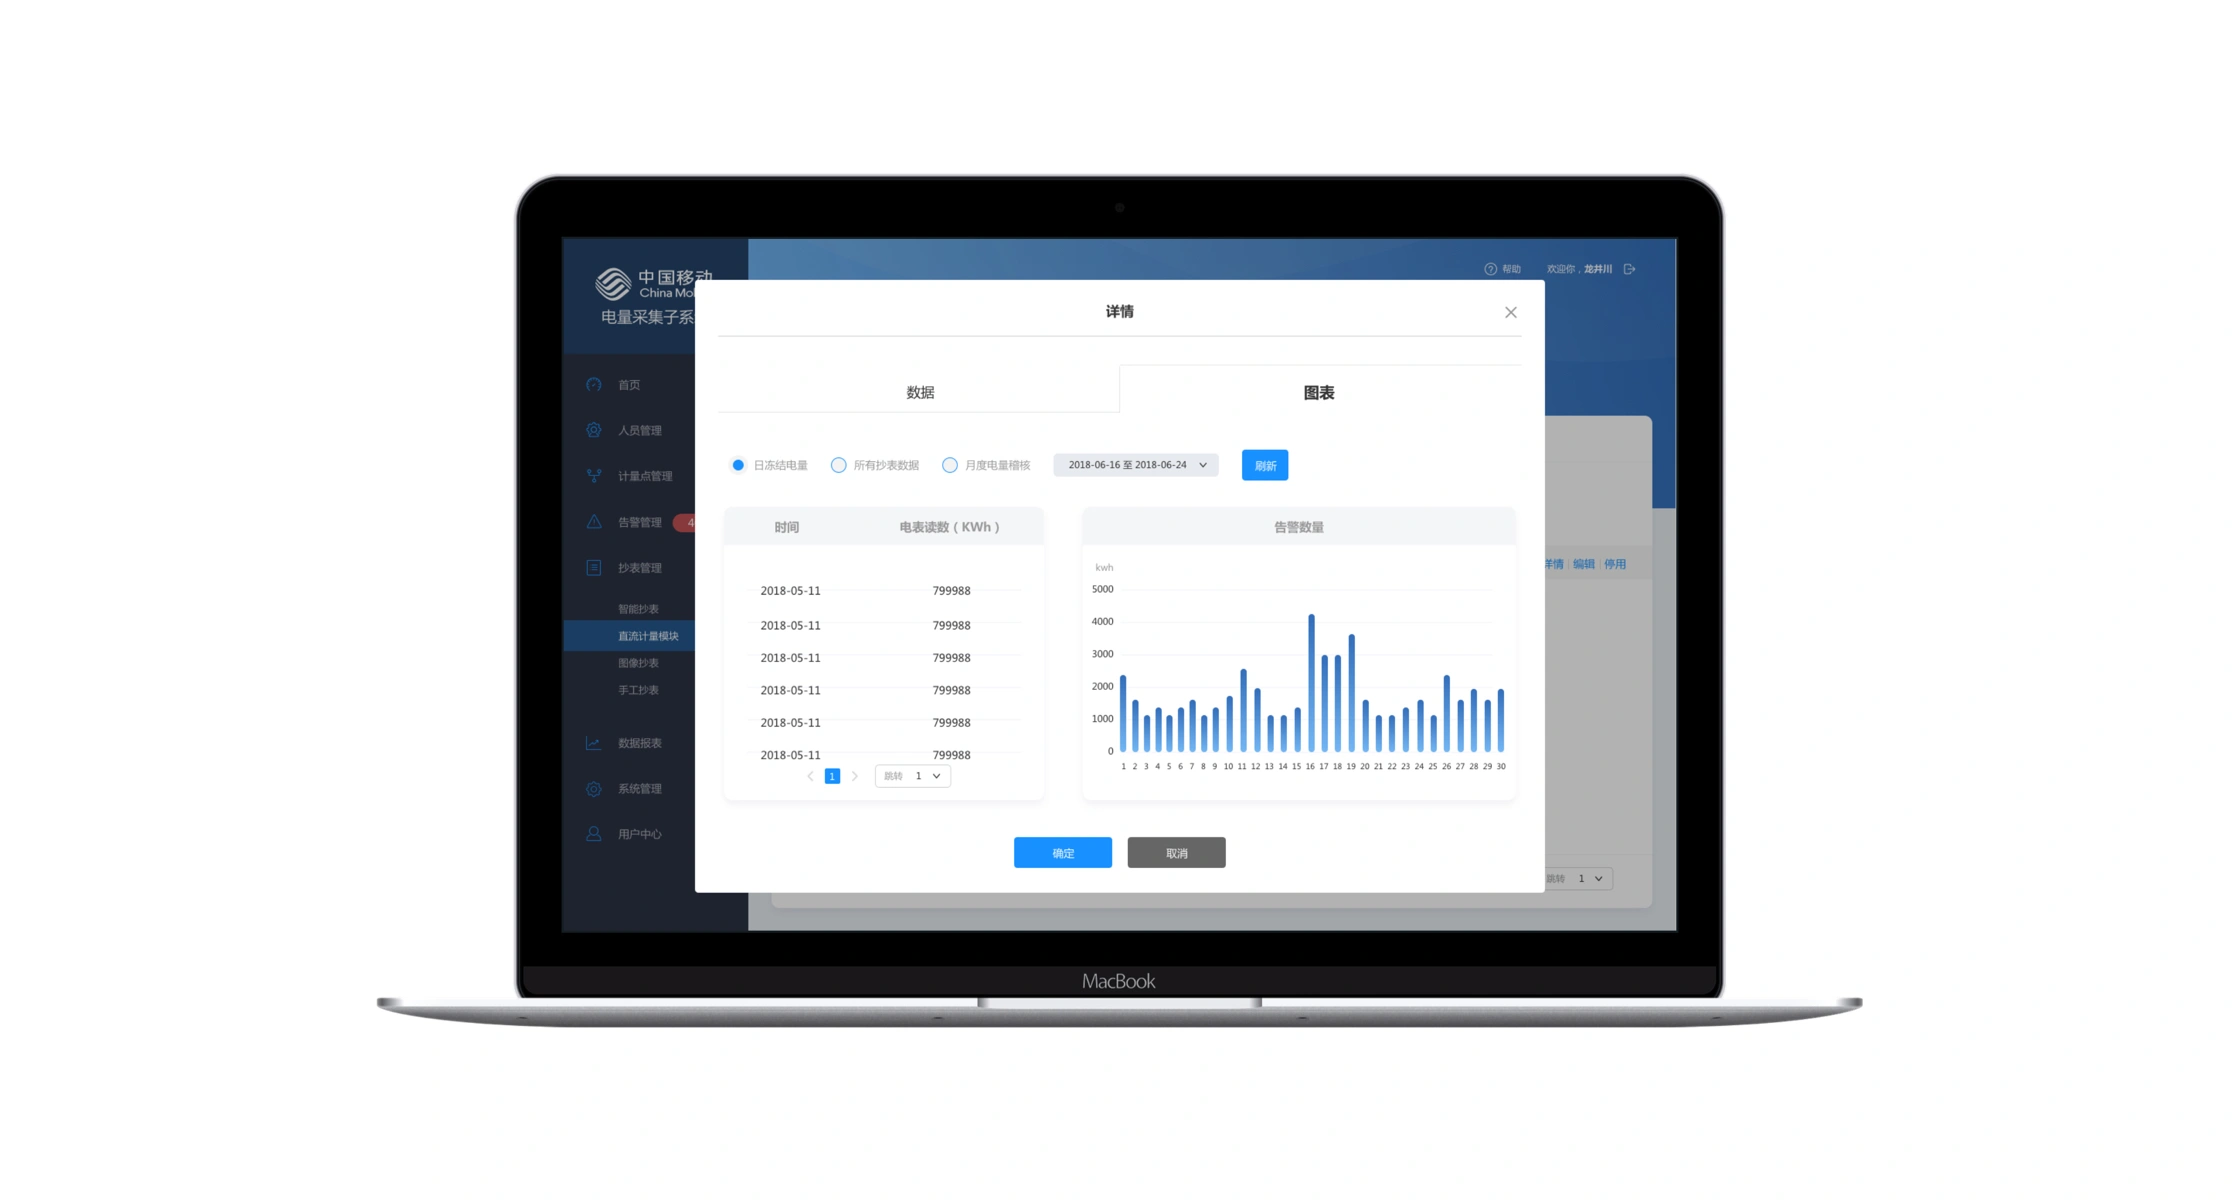 中国移动
China Mo
电量采集子系
帮助
欢迎你，龙井川
首页
人员管理
计量点管理
告警管理 4
抄表管理
智能抄表
直流计量模块
图像抄表
手工抄表
数据报表
系统管理
用户中心
详情
数据 图表
日冻结电量 所有抄表数据 月度电量稽核 2018-06-16 至 2018-06-24 刷新
时间 电表读数（KWh）
2018-05-11 799988
2018-05-11 799988
2018-05-11 799988
2018-05-11 799988
2018-05-11 799988
2018-05-11 799988
1 跳转 1
告警数量
kwh
5000
4000
3000
2000
1000
0
1 2 3 4 5 6 7 8 9 10 11 12 13 14 15 16 17 18 19 20 21 22 23 24 25 26 27 28 29 30
详情 编辑 停用
跳转 1
确定 取消
MacBook